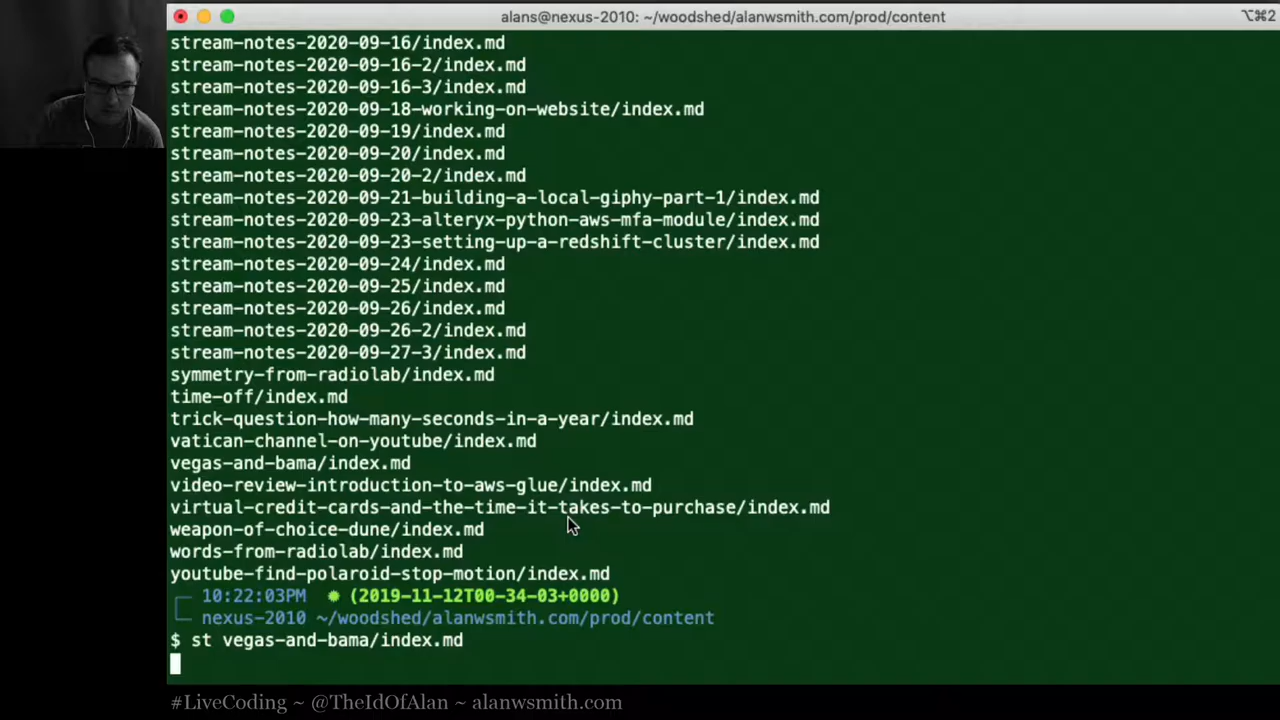 alans@nexus-2010: ~/woodshed/alanwsmith.com/prod/content
⌥⌘2
stream-notes-2020-09-16/index.md
stream-notes-2020-09-16-2/index.md
stream-notes-2020-09-16-3/index.md
stream-notes-2020-09-18-working-on-website/index.md
stream-notes-2020-09-19/index.md
stream-notes-2020-09-20/index.md
stream-notes-2020-09-20-2/index.md
stream-notes-2020-09-21-building-a-local-giphy-part-1/index.md
stream-notes-2020-09-23-alteryx-python-aws-mfa-module/index.md
stream-notes-2020-09-23-setting-up-a-redshift-cluster/index.md
stream-notes-2020-09-24/index.md
stream-notes-2020-09-25/index.md
stream-notes-2020-09-26/index.md
stream-notes-2020-09-26-2/index.md
stream-notes-2020-09-27-3/index.md
symmetry-from-radiolab/index.md
time-off/index.md
trick-question-how-many-seconds-in-a-year/index.md
vatican-channel-on-youtube/index.md
vegas-and-bama/index.md
video-review-introduction-to-aws-glue/index.md
virtual-credit-cards-and-the-time-it-takes-to-purchase/index.md
weapon-of-choice-dune/index.md
words-from-radiolab/index.md
youtube-find-polaroid-stop-motion/index.md
10:22:03PM ✹ (2019-11-12T00-34-03+0000)
nexus-2010 ~/woodshed/alanwsmith.com/prod/content
$ st vegas-and-bama/index.md
#LiveCoding ~ @TheIdOfAlan ~ alanwsmith.com